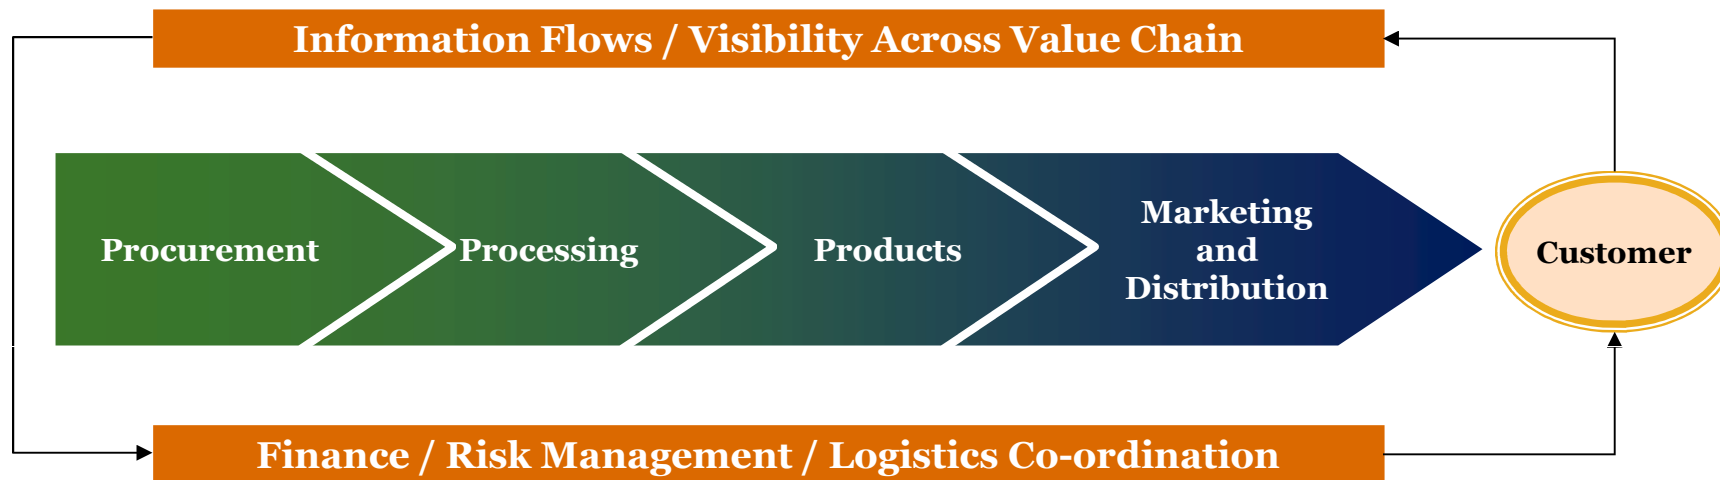 Information Flows / Visibility Across Value Chain
Procurement
Processing
Products
Marketing
and
Distribution
Customer
Finance / Risk Management / Logistics Co-ordination